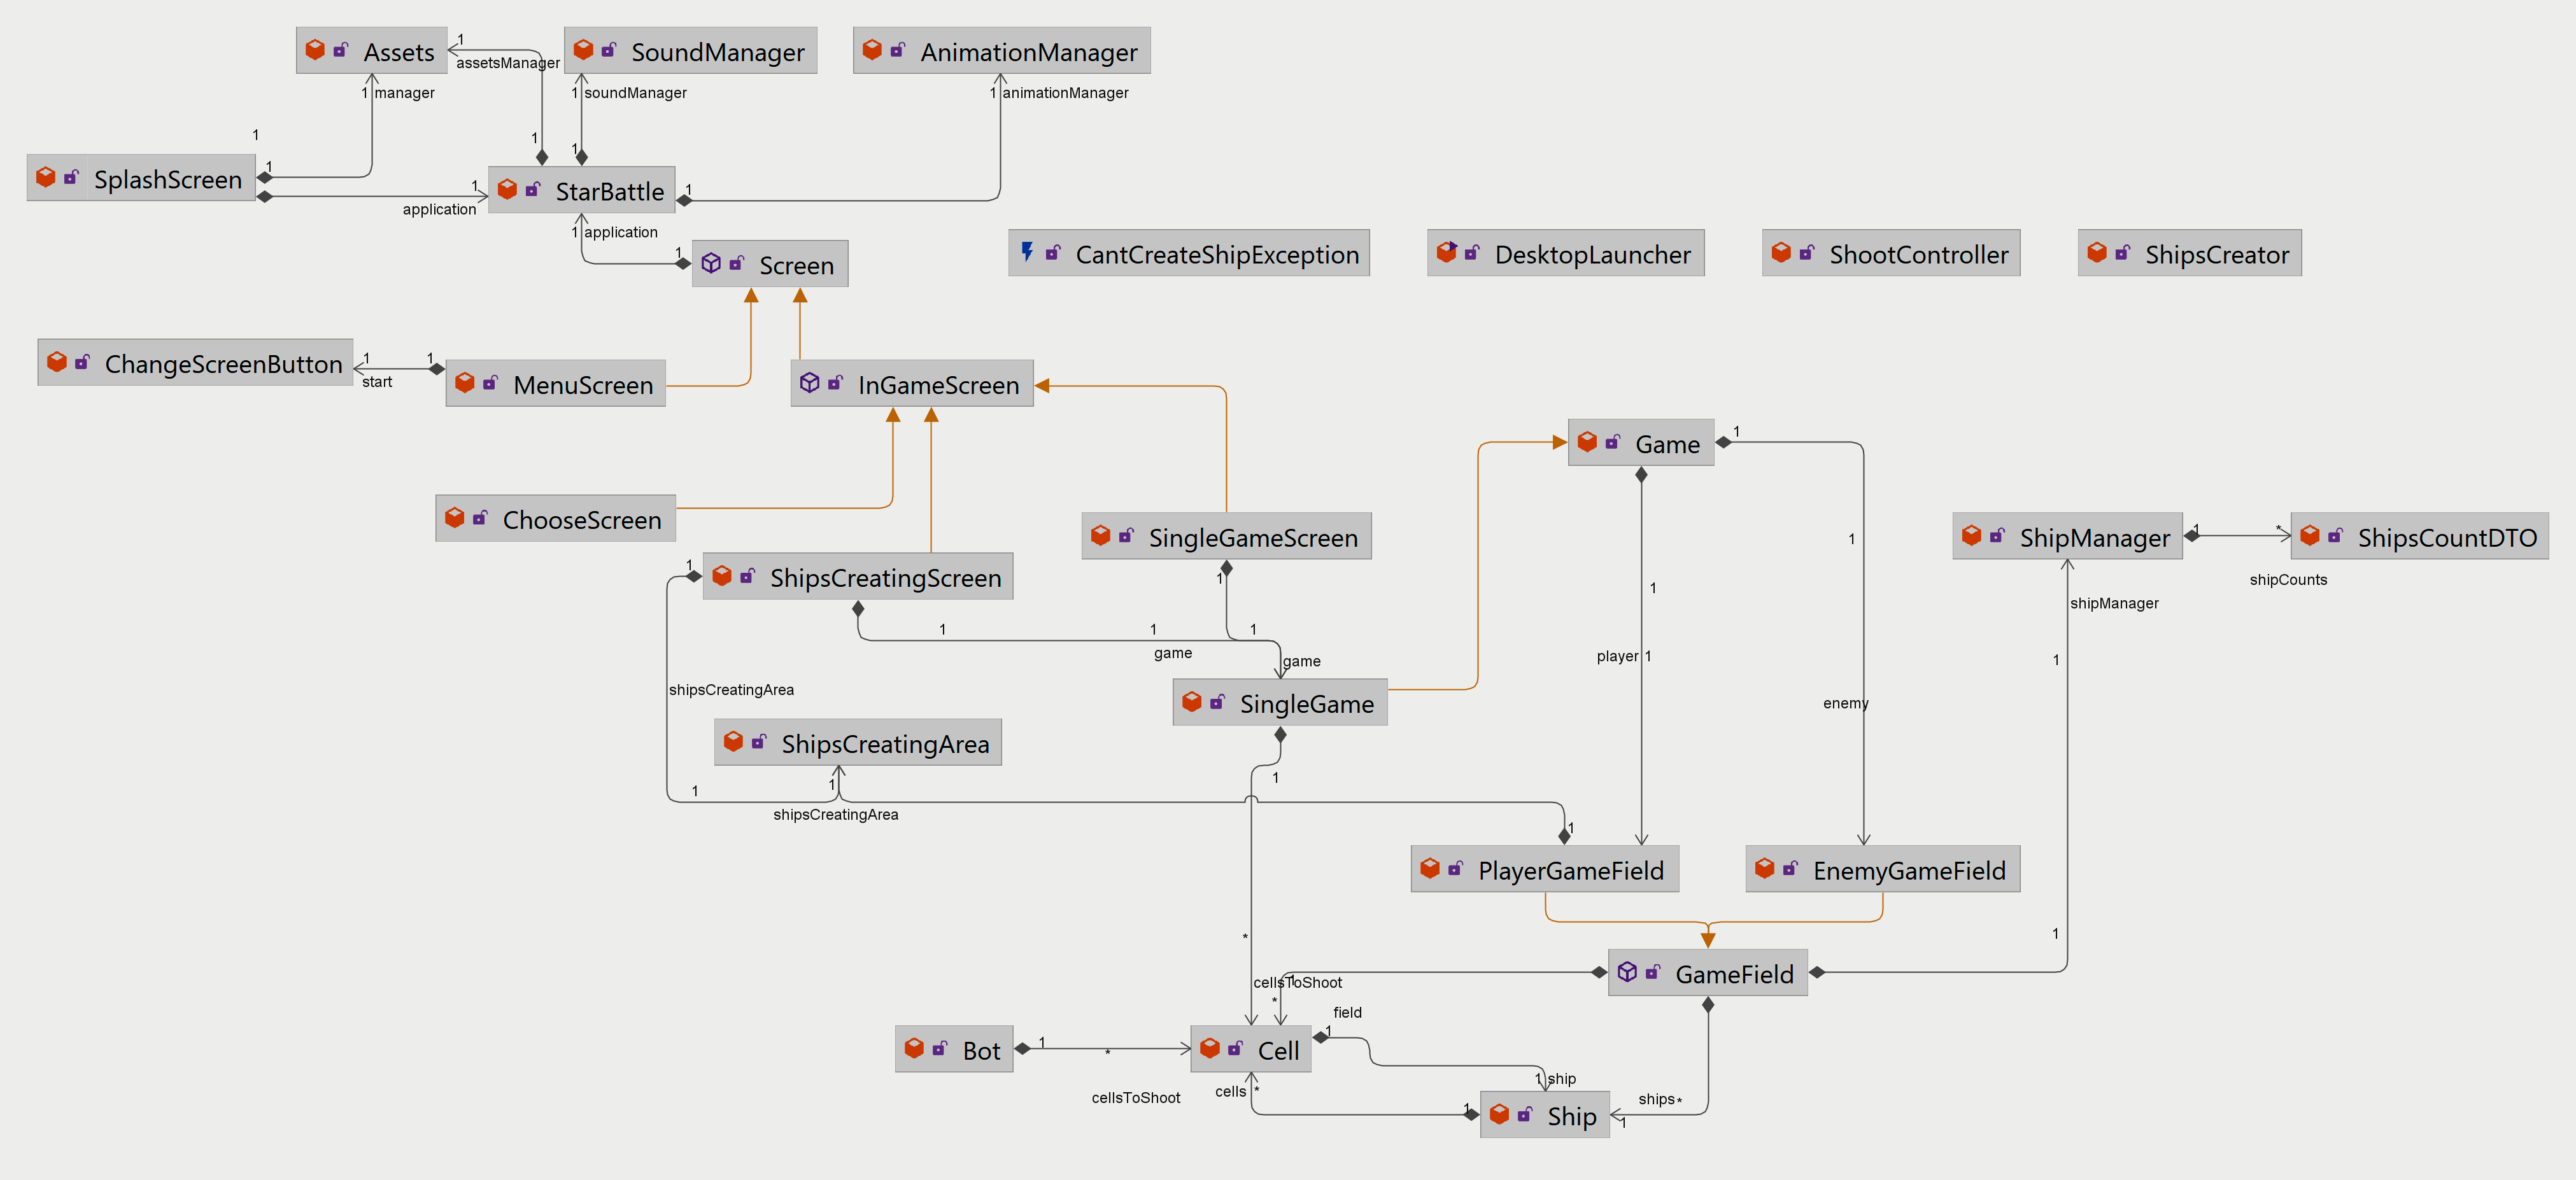 Assets
SoundManager
AnimationManager
1
assetsManager
1 manager
1 soundManager
1 animationManager
1
1
1
1
SplashScreen
1
application
StarBattle
1
1 application
1
Screen
CantCreateShipException
DesktopLauncher
ShootController
ShipsCreator
ChangeScreenButton
1
start
1
MenuScreen
InGameScreen
Game
1
ChooseScreen
SingleGameScreen
1
ShipManager
1
*
ShipsCountDTO
shipCounts
1
ShipsCreatingScreen
1
1
shipManager
1
1
1
game
game
player 1
1
shipsCreatingArea
SingleGame
enemy
ShipsCreatingArea
1
1
1
shipsCreatingArea
1
PlayerGameField
EnemyGameField
*
1
GameField
cellsToShoot
1
*
field
Bot
1
*
Cell
1
cellsToShoot
cells *
1 ship
1
Ship
ships *
1